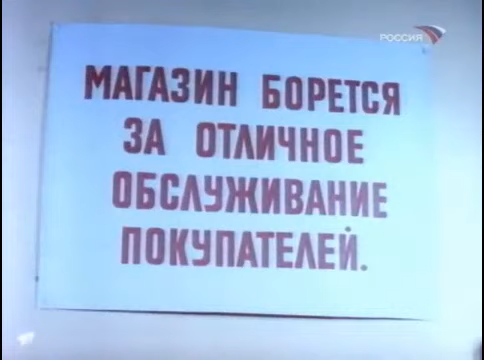 РОССИЯ
МАГАЗИН БОРЕТСЯ
ЗА ОТЛИЧНОЕ
ОБСЛУЖИВАНИЕ
ПОКУПАТЕЛЕЙ.